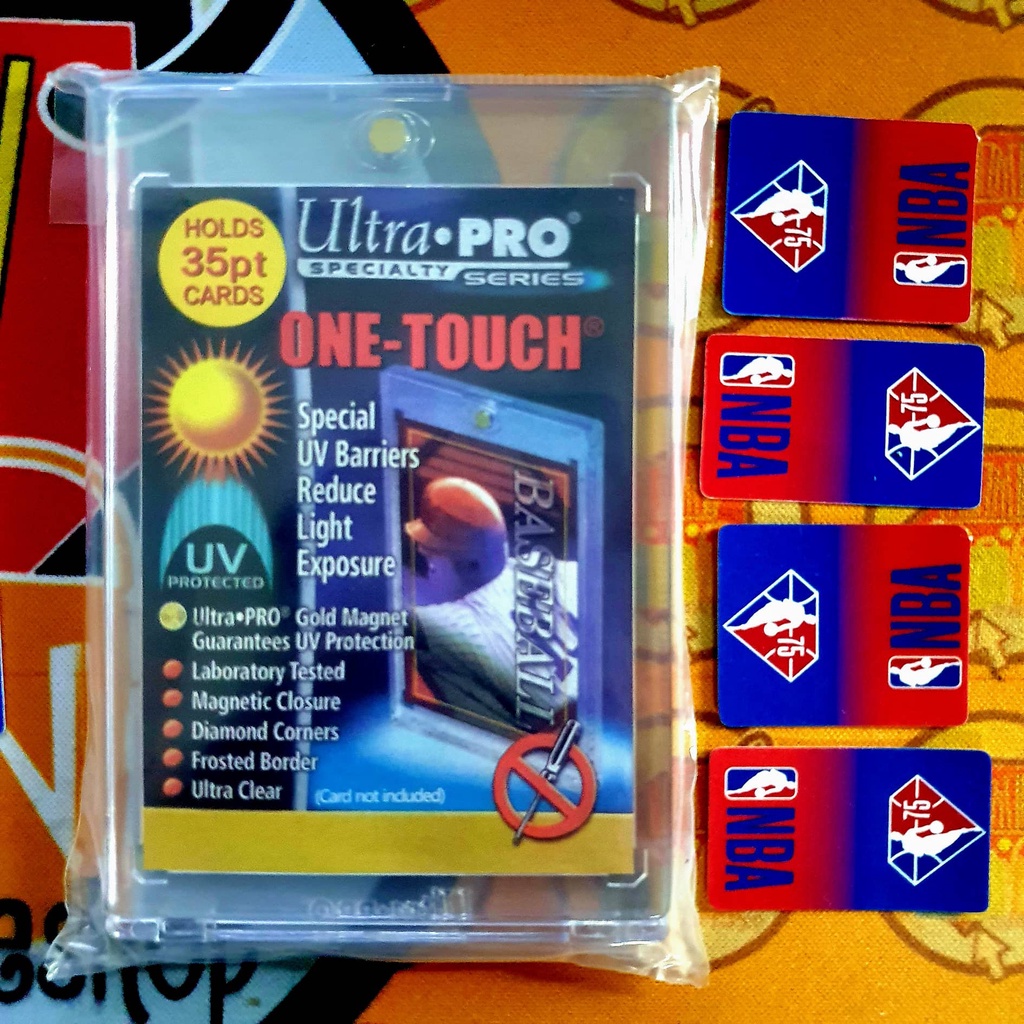 HOLDS
35pt
CARDS
Ultra•PRO®
SPECIALTY SERIES
ONE-TOUCH®
Special
UV Barriers
Reduce
Light
Exposure
UV
PROTECTED
BASEBALL
Ultra•PRO® Gold Magnet
Guarantees UV Protection
Laboratory Tested
Magnetic Closure
Diamond Corners
Frosted Border
Ultra Clear
(Card not included)
75
NBA
NBA
75
75
NBA
NBA
75